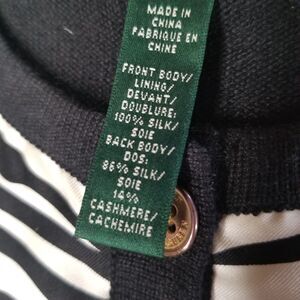 MADE IN
CHINA
FABRIQUÉ EN
CHINE
FRONT BODY/
LINING/
DEVANT/
DOUBLURE:
100% SILK/
SOIE
BACK BODY/
DOS:
86% SILK/
SOIE
14%
CASHMERE/
CACHEMIRE